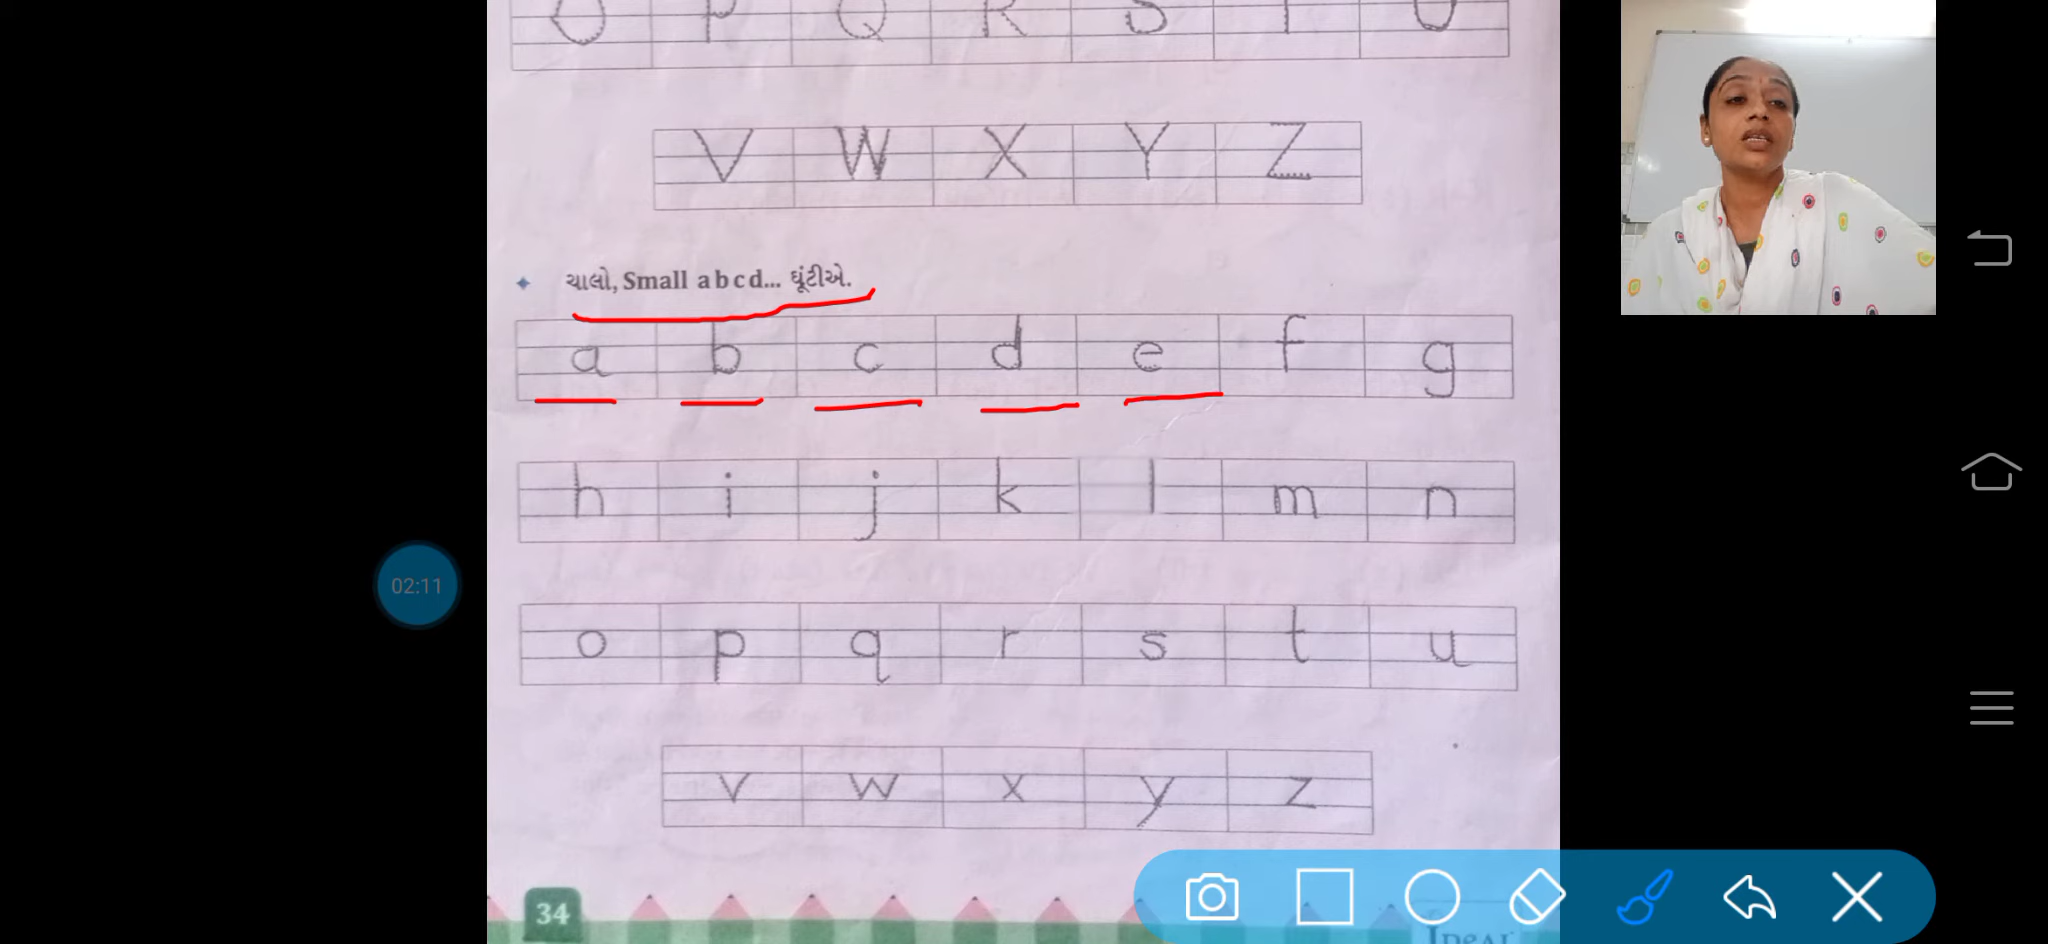 O P Q R S T U
V W X Y Z
ચાલો, Small a b c d... ઘૂંટીએ.
a b c d e f g
h i j k l m n
02:11
o p q r s t u
v w x y z
34